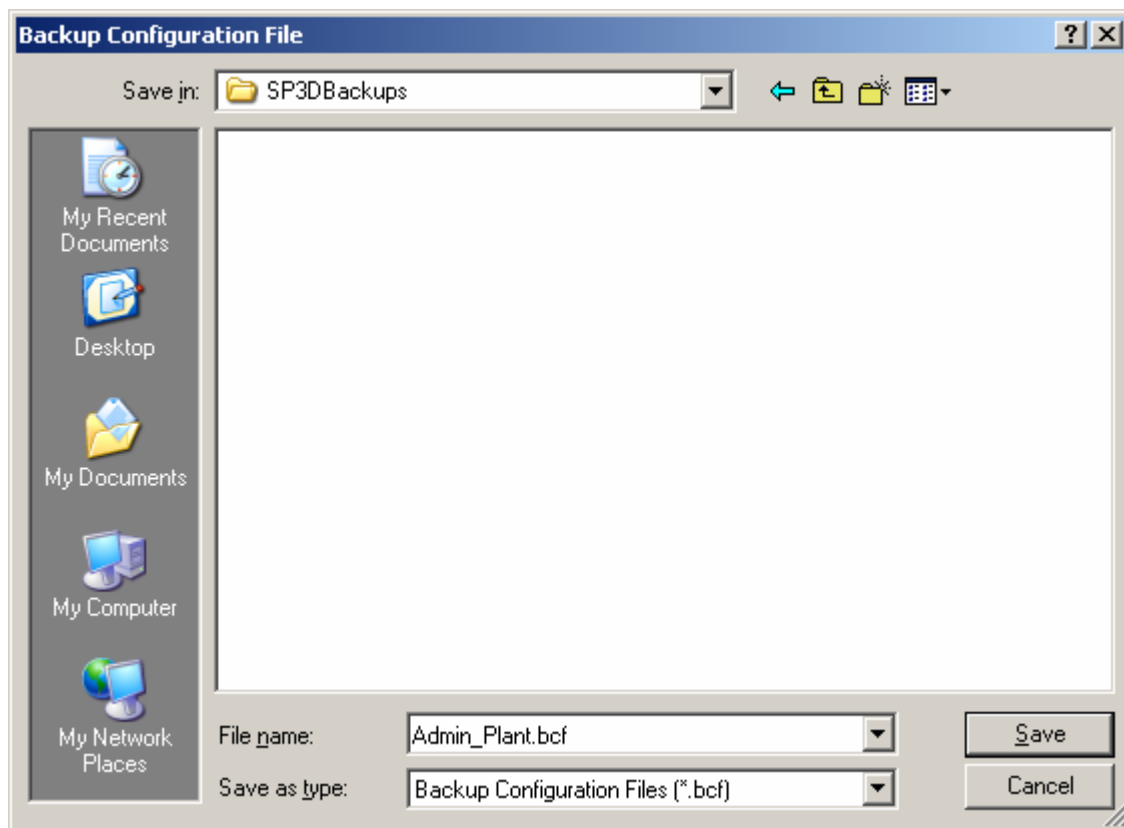 Backup Configuration File
Save in: SP3DBackups
My Recent
Documents
Desktop
My Documents
My Computer
My Network
Places
File name: Admin_Plant.bcf Save
Save as type: Backup Configuration Files (*.bcf) Cancel